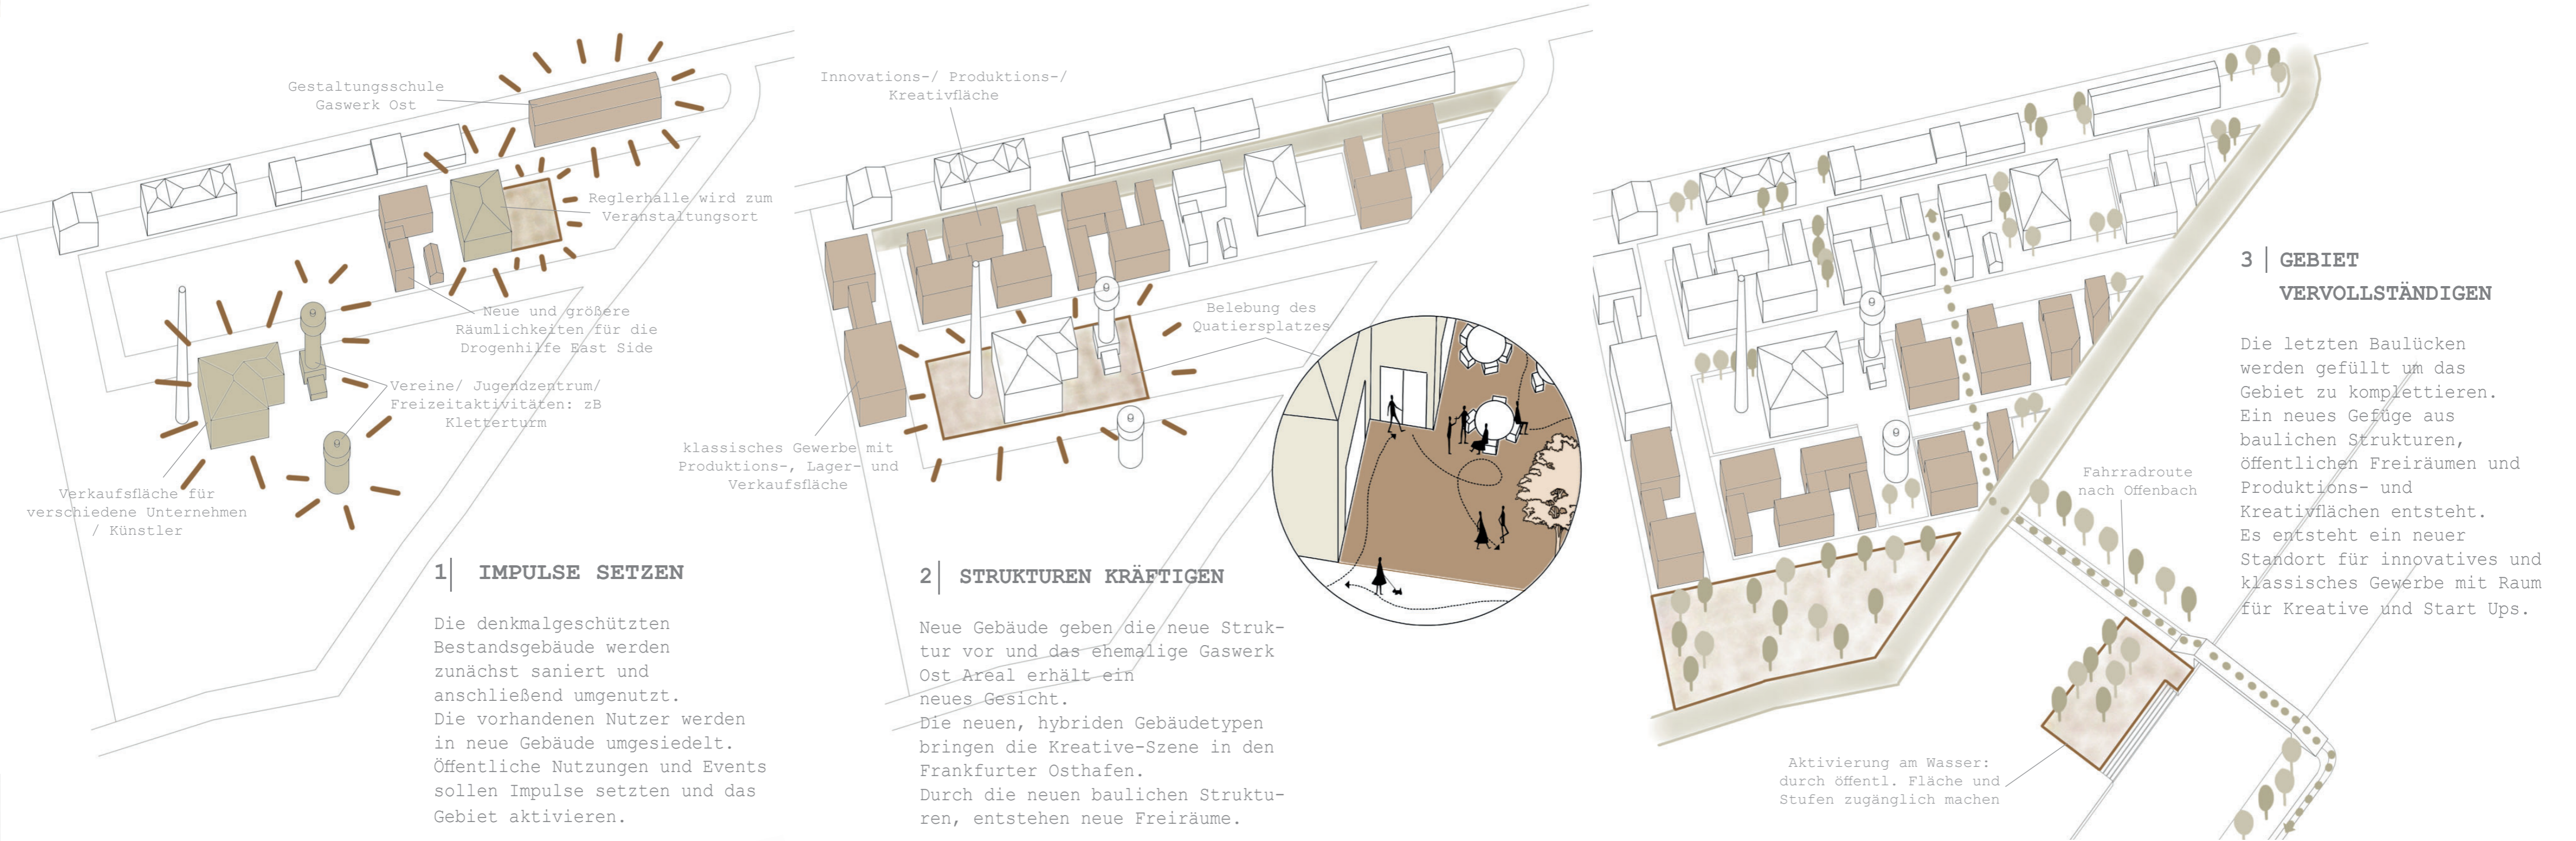 Gestaltungsschule
Gaswerk Ost
Reglerhalle wird zum
Veranstaltungsort
Neue und größere
Räumlichkeiten für die
Drogenhilfe East Side
Vereine/ Jugendzentrum/
Freizeitaktivitäten: zB
Kletterturm
Verkaufsfläche für
verschiedene Unternehmen
/ Künstler
1| IMPULSE SETZEN
Die denkmalgeschützten
Bestandsgebäude werden
zunächst saniert und
anschließend umgenutzt.
Die vorhandenen Nutzer werden
in neue Gebäude umgesiedelt.
Öffentliche Nutzungen und Events
sollen Impulse setzten und das
Gebiet aktivieren.
Innovations-/ Produktions-/
Kreativfläche
Belebung des
Quatiersplatzes
klassisches Gewerbe mit
Produktions-, Lager- und
Verkaufsfläche
2| STRUKTUREN KRÄFTIGEN
Neue Gebäude geben die neue Struk-
tur vor und das ehemalige Gaswerk
Ost Areal erhält ein
neues Gesicht.
Die neuen, hybriden Gebäudetypen
bringen die Kreative-Szene in den
Frankfurter Osthafen.
Durch die neuen baulichen Struktu-
ren, entstehen neue Freiräume.
3 | GEBIET
VERVOLLSTÄNDIGEN
Die letzten Baulücken
werden gefüllt um das
Gebiet zu komplettieren.
Ein neues Gefüge aus
baulichen Strukturen,
öffentlichen Freiräumen und
Produktions- und
Kreativflächen entsteht.
Es entsteht ein neuer
Standort für innovatives und
klassisches Gewerbe mit Raum
für Kreative und Start Ups.
Fahrradroute
nach Offenbach
Aktivierung am Wasser:
durch öffentl. Fläche und
Stufen zugänglich machen